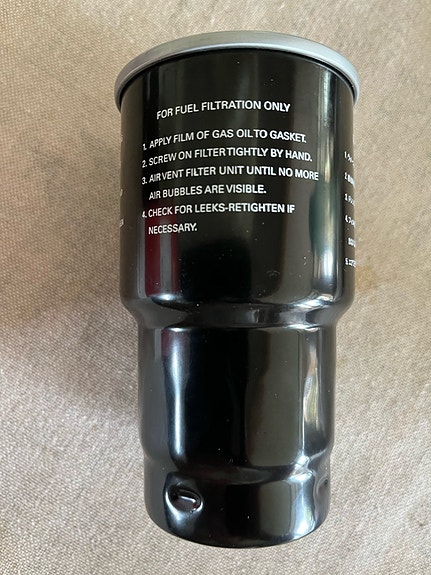 FOR FUEL FILTRATION ONLY
1. APPLY FILM OF GAS OIL TO GASKET.
2. SCREW ON FILTER TIGHTLY BY HAND.
3. AIR VENT FILTER UNIT UNTIL NO MORE
AIR BUBBLES ARE VISIBLE.
4. CHECK FOR LEEKS-RETIGHTEN IF
NECESSARY.